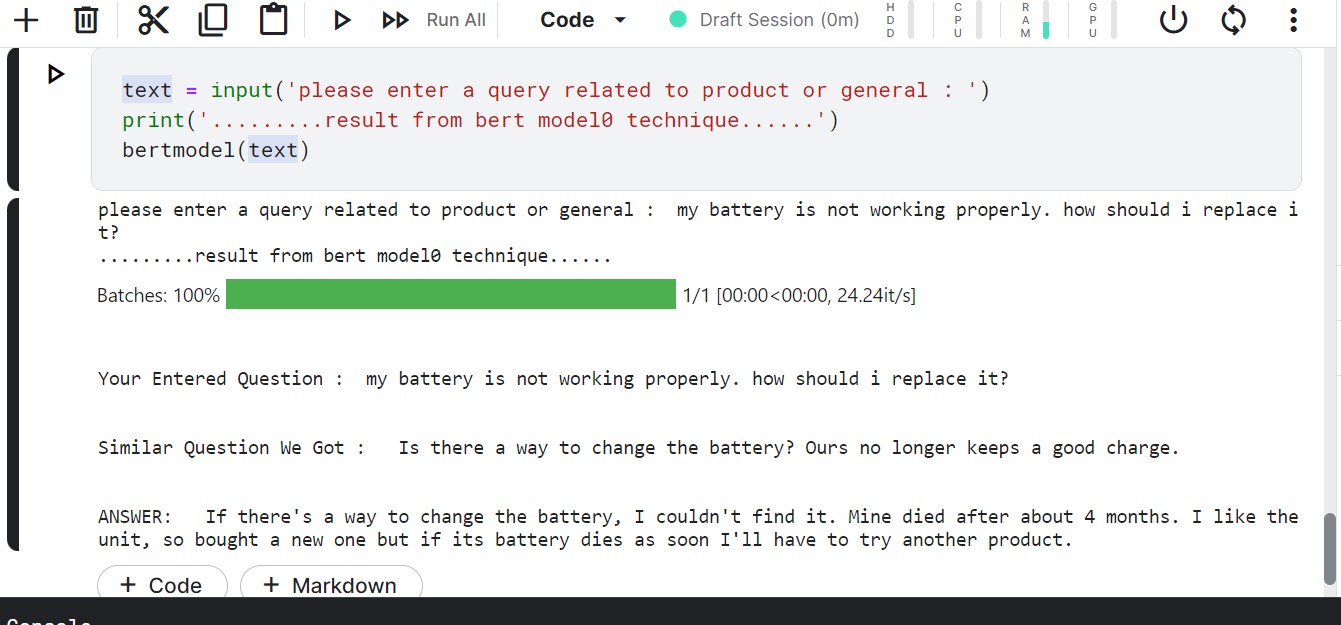 Run All
Code
Draft Session (0m)
HDD
CPU
RAM
GPU
text = input('please enter a query related to product or general : ')
print('.........result from bert model0 technique......')
bertmodel(text)
please enter a query related to product or general :  my battery is not working properly. how should i replace i
t?
.........result from bert model0 technique......
Batches: 100% 1/1 [00:00<00:00, 24.24it/s]
Your Entered Question :  my battery is not working properly. how should i replace it?
Similar Question We Got :   Is there a way to change the battery? Ours no longer keeps a good charge.
ANSWER:   If there's a way to change the battery, I couldn't find it. Mine died after about 4 months. I like the
unit, so bought a new one but if its battery dies as soon I'll have to try another product.
+ Code
+ Markdown
Console